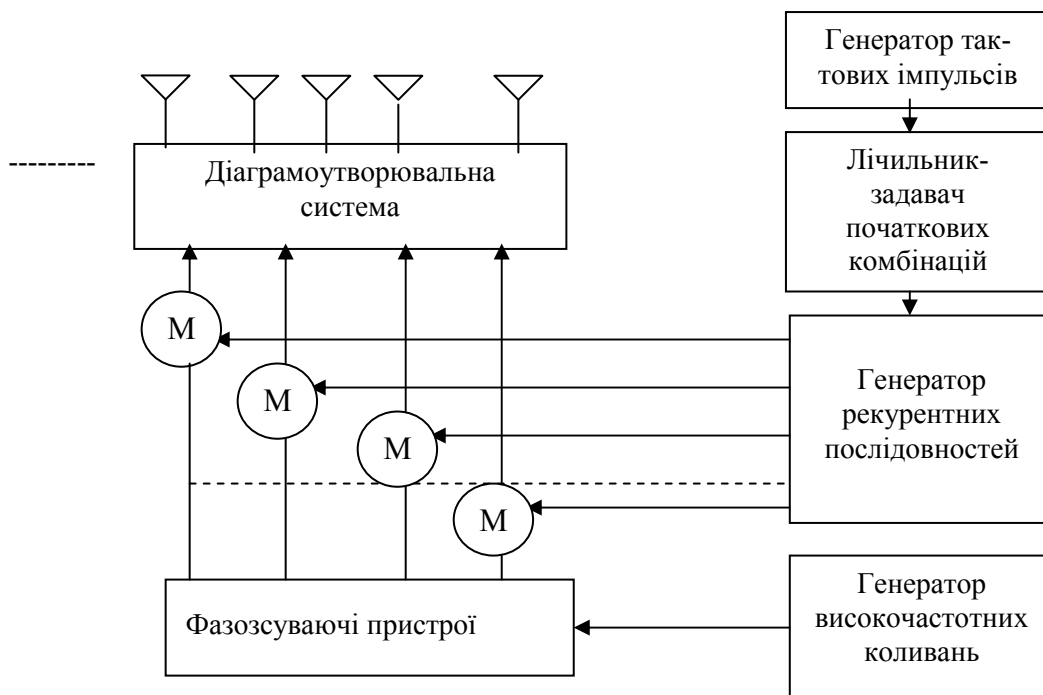 Генератор так-
тових імпульсів
Діаграмоутворювальна
система
Лічильник-
задавач
початкових
комбінацій
М
М
М
М
Генератор
рекурентних
послідовностей
Фазозсуваючі пристрої
Генератор
високочастотних
коливань